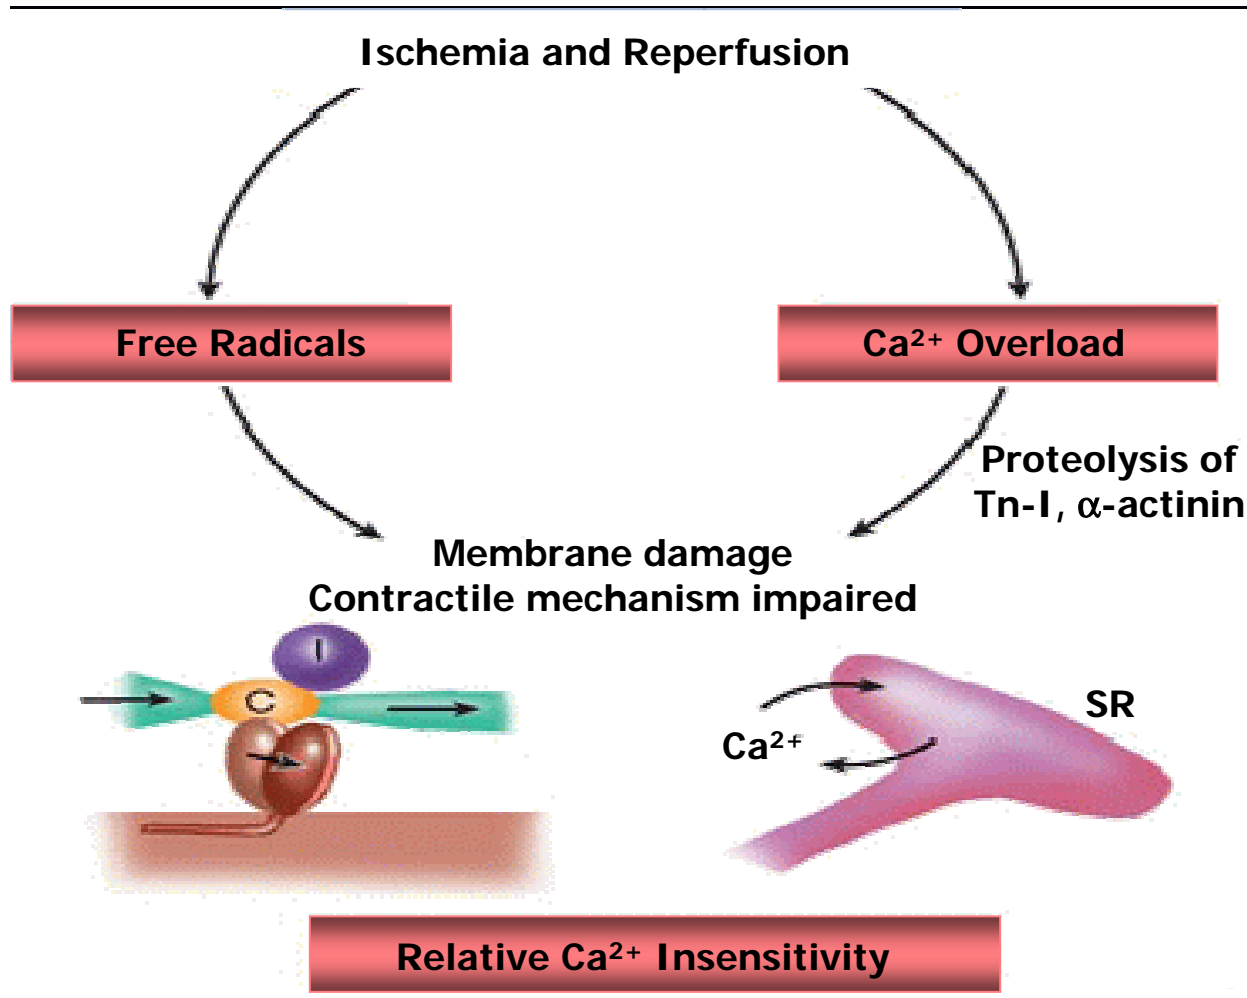 Ischemia and Reperfusion
Free Radicals
Ca²⁺ Overload
Proteolysis of
Tn-I, α-actinin
Membrane damage
Contractile mechanism impaired
I
C
SR
Ca²⁺
Relative Ca²⁺ Insensitivity